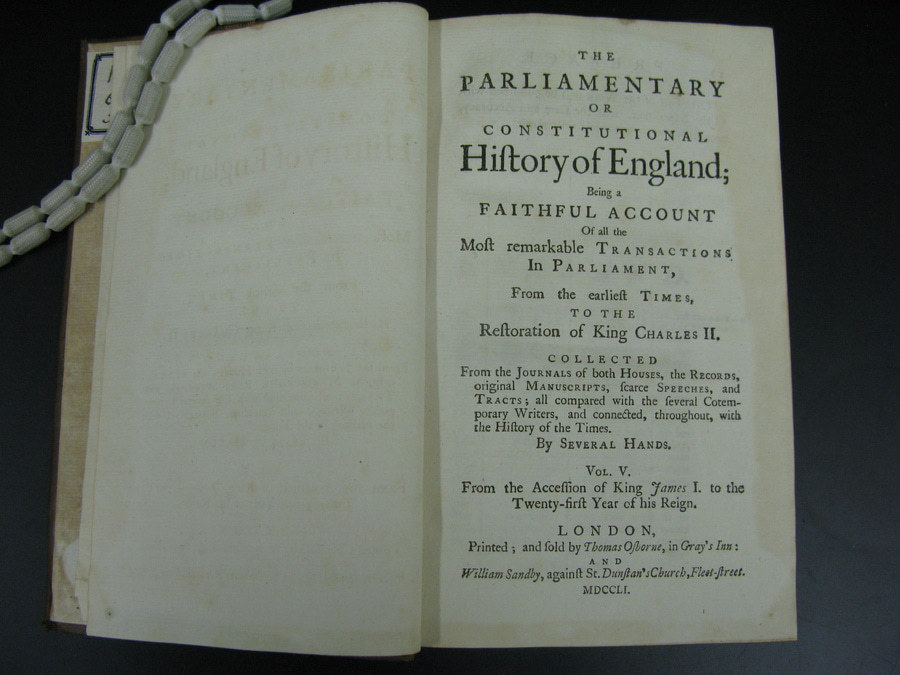 THE
PARLIAMENTARY
OR
CONSTITUTIONAL
Hiſtory of England;
Being a
FAITHFUL ACCOUNT
Of all the
Moſt remarkable TRANSACTIONS
In PARLIAMENT,
From the earlieſt TIMES,
TO THE
Reſtoration of King CHARLES II.
COLLECTED
From the JOURNALS of both HOUSES, the RECORDS,
original MANUSCRIPTS, ſcarce SPEECHES, and
TRACTS; all compared with the ſeveral Cotem-
porary Writers, and connected, throughout, with
the Hiſtory of the Times.
By SEVERAL HANDS.
VOL. V.
From the Acceſſion of King James I. to the
Twenty-firſt Year of his Reign.
LONDON,
Printed; and ſold by Thomas Oſborne, in Gray's Inn:
AND
William Sandby, againſt St. Dunſtan's Church, Fleet-ſtreet.
MDCCLI.